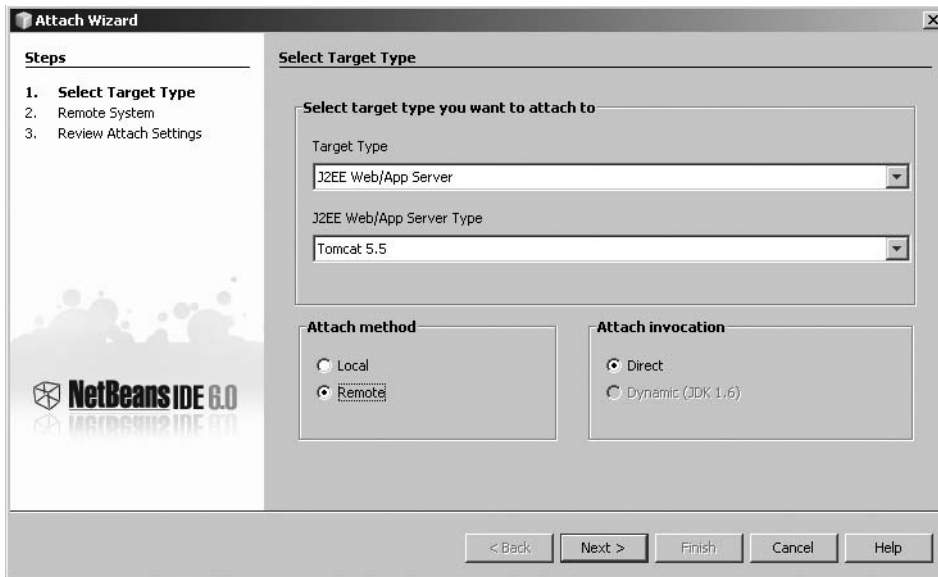 Attach Wizard
Steps
1. Select Target Type
2. Remote System
3. Review Attach Settings
NetBeans IDE 6.0
Select Target Type
Select target type you want to attach to
Target Type
J2EE Web/App Server
J2EE Web/App Server Type
Tomcat 5.5
Attach method
Local
Remote
Attach invocation
Direct
Dynamic (JDK 1.6)
< Back Next > Finish Cancel Help